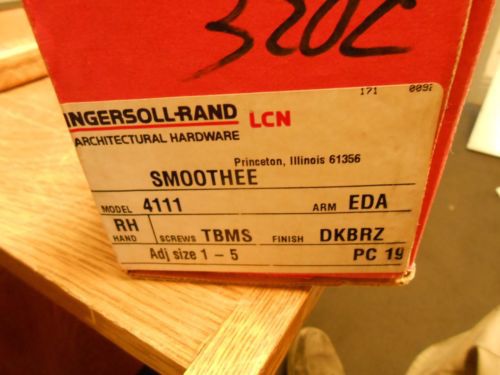 320C
171 0092
INGERSOLL-RAND LCN
ARCHITECTURAL HARDWARE
Princeton, Illinois 61356
SMOOTHEE
MODEL 4111 ARM EDA
RH HAND SCREWS TBMS FINISH DKBRZ
Adj size 1 - 5 PC 19